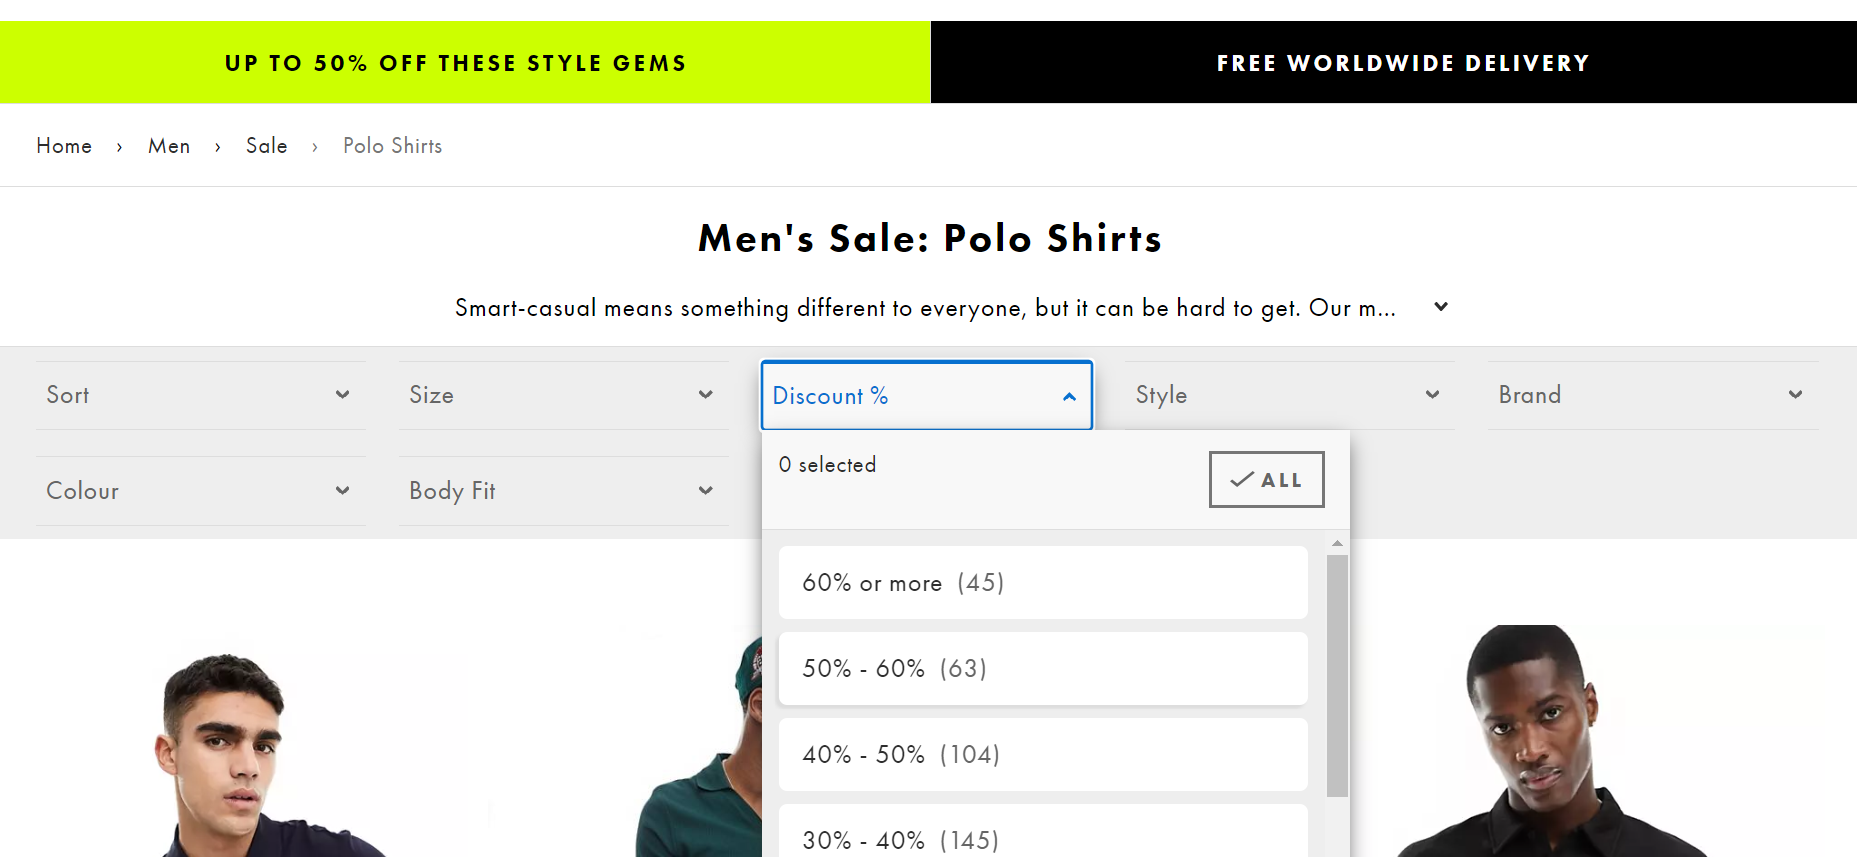 UP TO 50% OFF THESE STYLE GEMS
FREE WORLDWIDE DELIVERY
Home › Men › Sale › Polo Shirts
Men's Sale: Polo Shirts
Smart-casual means something different to everyone, but it can be hard to get. Our m...
Sort
Size
Discount %
Style
Brand
Colour
Body Fit
0 selected
ALL
60% or more (45)
50% - 60% (63)
40% - 50% (104)
30% - 40% (145)